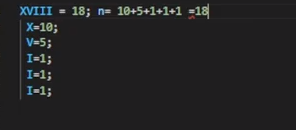 XVIII = 18; n= 10+5+1+1+1 =18
X=10;
V=5;
I=1;
I=1;
I=1;